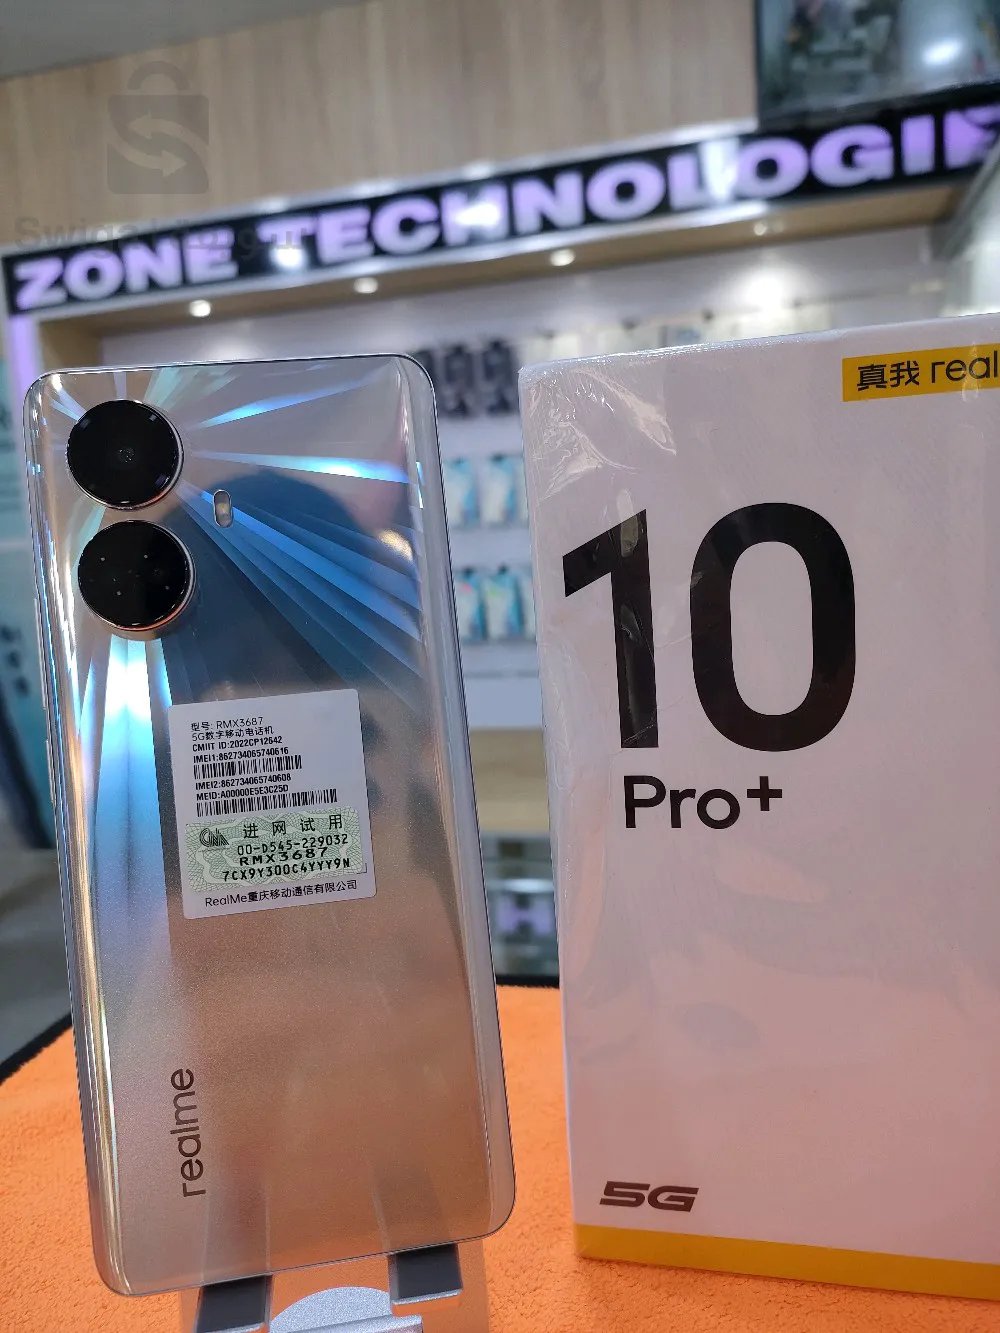 ZONE TECHNOLOGIE
真我 real
10
Pro+
5G
型号: RMX3687
5G数字移动电话机
CMIIT ID:2022CP12642
IMEI1:862734065740616
IMEI2:862734065740608
MEID:A00000E5E3C25D
进网试用
00-D545-229032
RMX3687
7CX9Y300C4YYY9N
RealMe重庆移动通信有限公司
realme